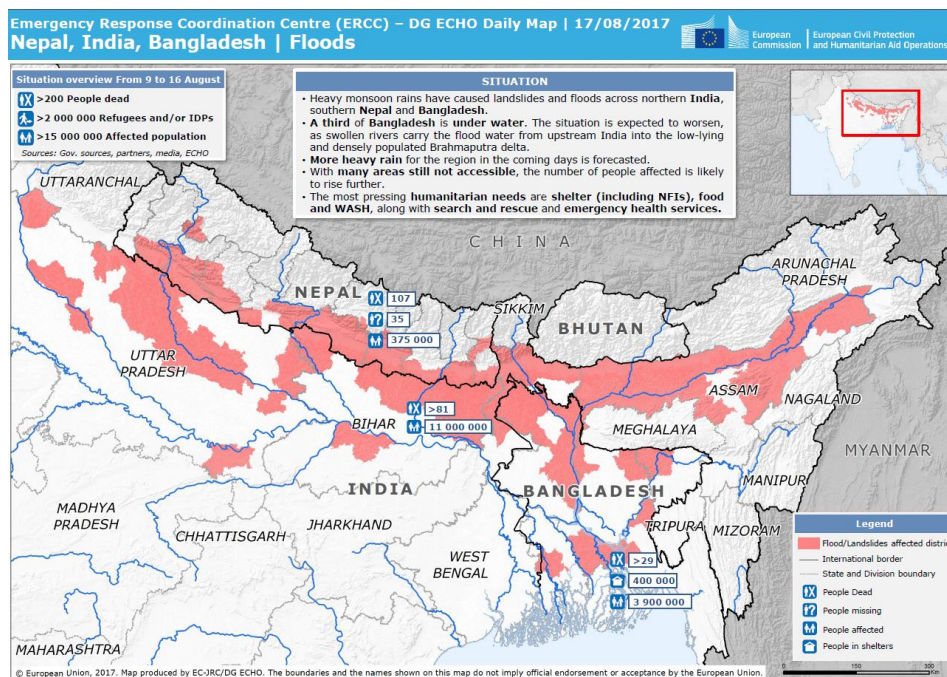 Emergency Response Coordination Centre (ERCC) – DG ECHO Daily Map | 17/08/2017
Nepal, India, Bangladesh | Floods
European
Commission
European Civil Protection
and Humanitarian Aid Operations
Situation overview From 9 to 16 August
>200 People dead
>2 000 000 Refugees and/or IDPs
>15 000 000 Affected population
Sources: Gov. sources, partners, media, ECHO
SITUATION
• Heavy monsoon rains have caused landslides and floods across northern India,
southern Nepal and Bangladesh.
• A third of Bangladesh is under water. The situation is expected to worsen,
as swollen rivers carry the flood water from upstream India into the low-lying
and densely populated Brahmaputra delta.
• More heavy rain for the region in the coming days is forecasted.
• With many areas still not accessible, the number of people affected is likely
to rise further.
• The most pressing humanitarian needs are shelter (including NFIs), food
and WASH, along with search and rescue and emergency health services.
UTTARANCHAL
CHINA
ARUNACHAL
PRADESH
NEPAL
107
35
375 000
SIKKIM
BHUTAN
UTTAR
PRADESH
ASSAM
NAGALAND
BIHAR
>81
11 000 000
MEGHALAYA
MYANMAR
INDIA
BANGLADESH
MANIPUR
MADHYA
PRADESH
CHHATTISGARH
JHARKHAND
TRIPURA
MIZORAM
WEST
BENGAL
>29
400 000
3 900 000
MAHARASHTRA
Legend
Flood/Landslides affected distri
International border
State and Division boundary
People Dead
People missing
People affected
People in shelters
0 150 300
Km
© European Union, 2017. Map produced by EC-JRC/DG ECHO. The boundaries and the names shown on this map do not imply official endorsement or acceptance by the European Union.